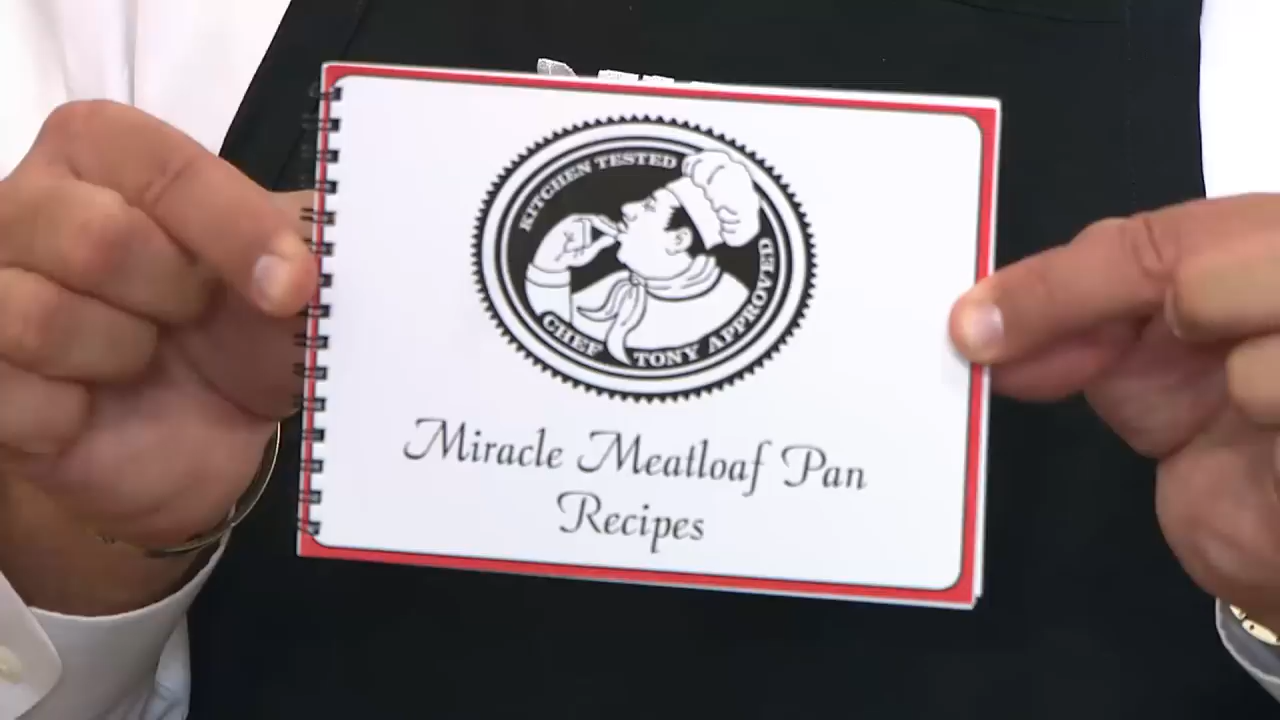 KITCHEN TESTED
CHEF TONY APPROVED
Miracle Meatloaf Pan
Recipes